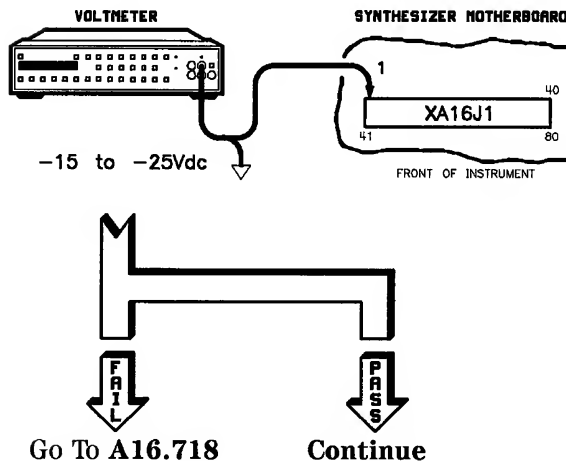 VOLTMETER
SYNTHESIZER MOTHERBOARD
1
40
XA16J1
41
80
-15 to -25Vdc
FRONT OF INSTRUMENT
FAIL
PASS
Go To A16.718
Continue